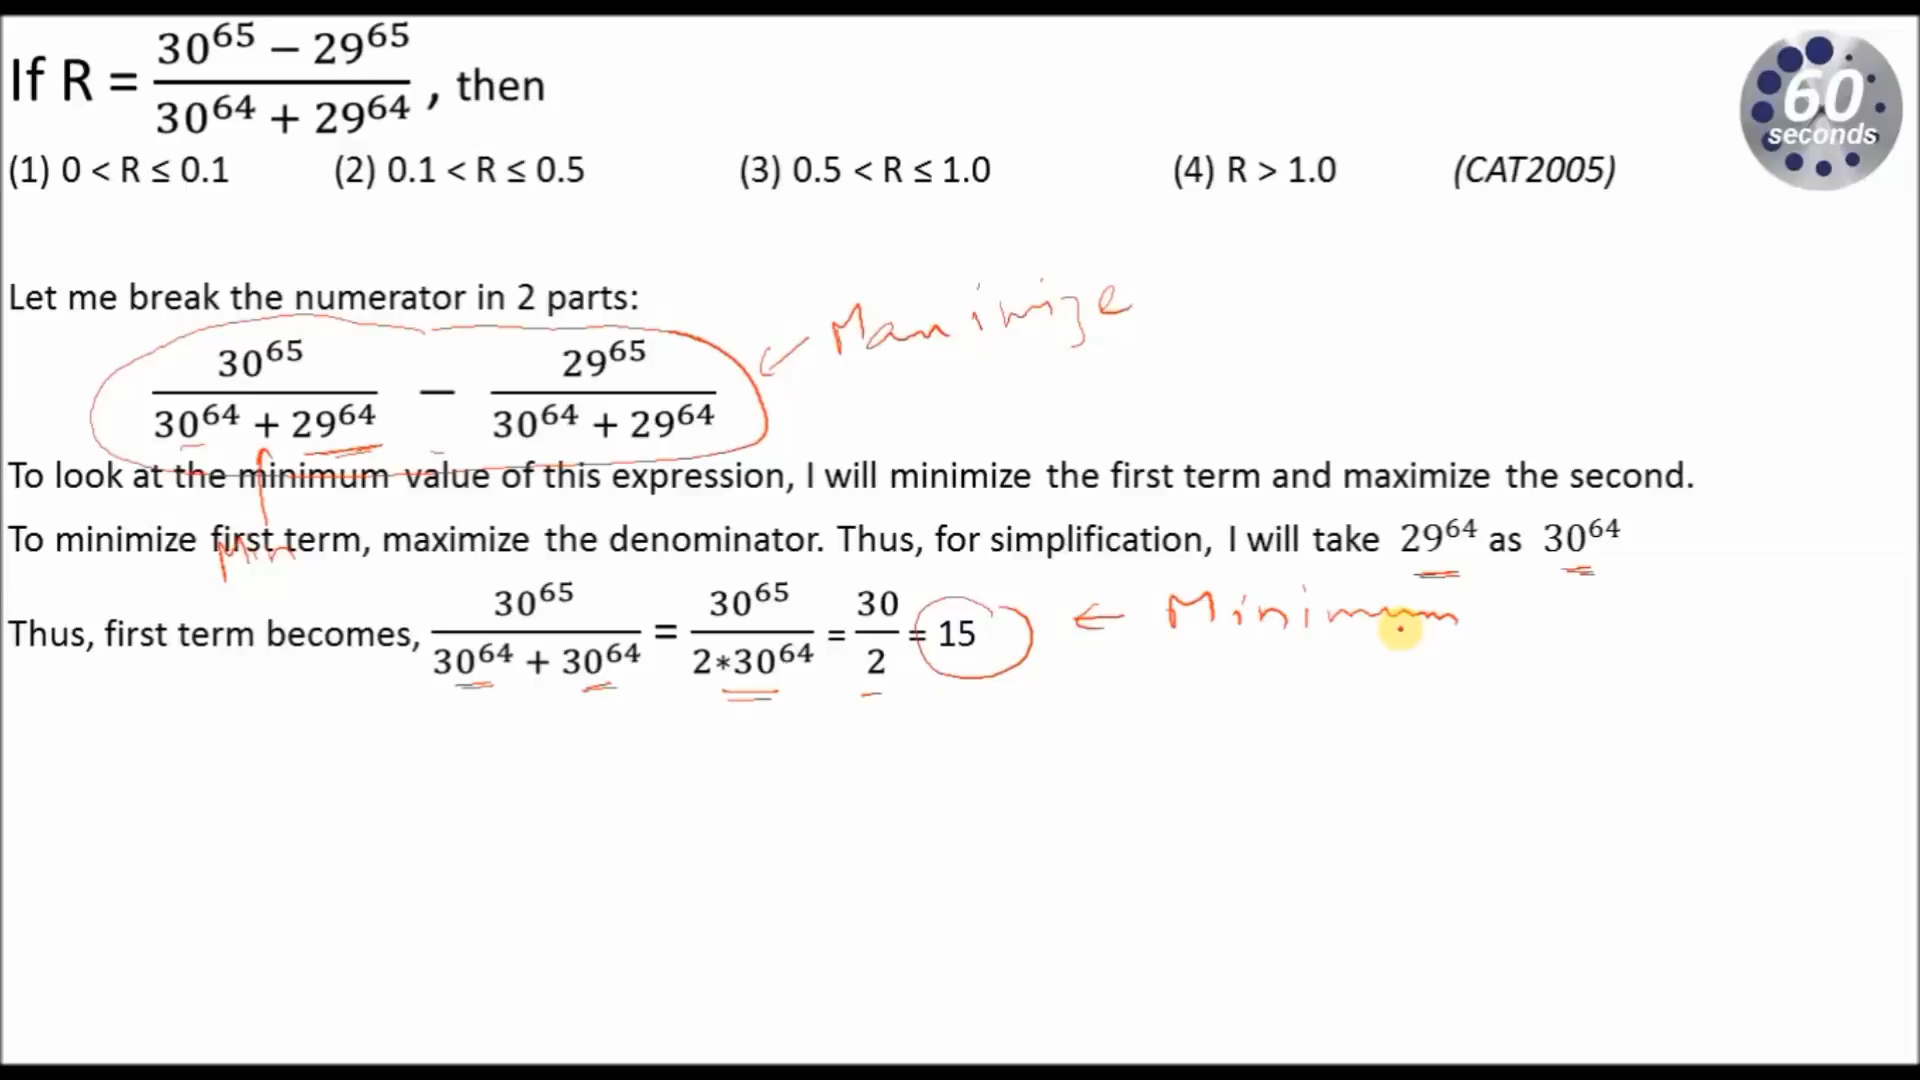 If R = (30^65 − 29^65)/(30^64 + 29^64) , then
60 seconds
(1) 0 < R ≤ 0.1 (2) 0.1 < R ≤ 0.5 (3) 0.5 < R ≤ 1.0 (4) R > 1.0 (CAT2005)
Let me break the numerator in 2 parts:
Maximize
30^65/(30^64 + 29^64) − 29^65/(30^64 + 29^64)
To look at the minimum value of this expression, I will minimize the first term and maximize the second.
To minimize first term, maximize the denominator. Thus, for simplification, I will take 29^64 as 30^64
Min
Thus, first term becomes, 30^65/(30^64 + 30^64) = 30^65/(2*30^64) = 30/2 = 15 ← Minimum